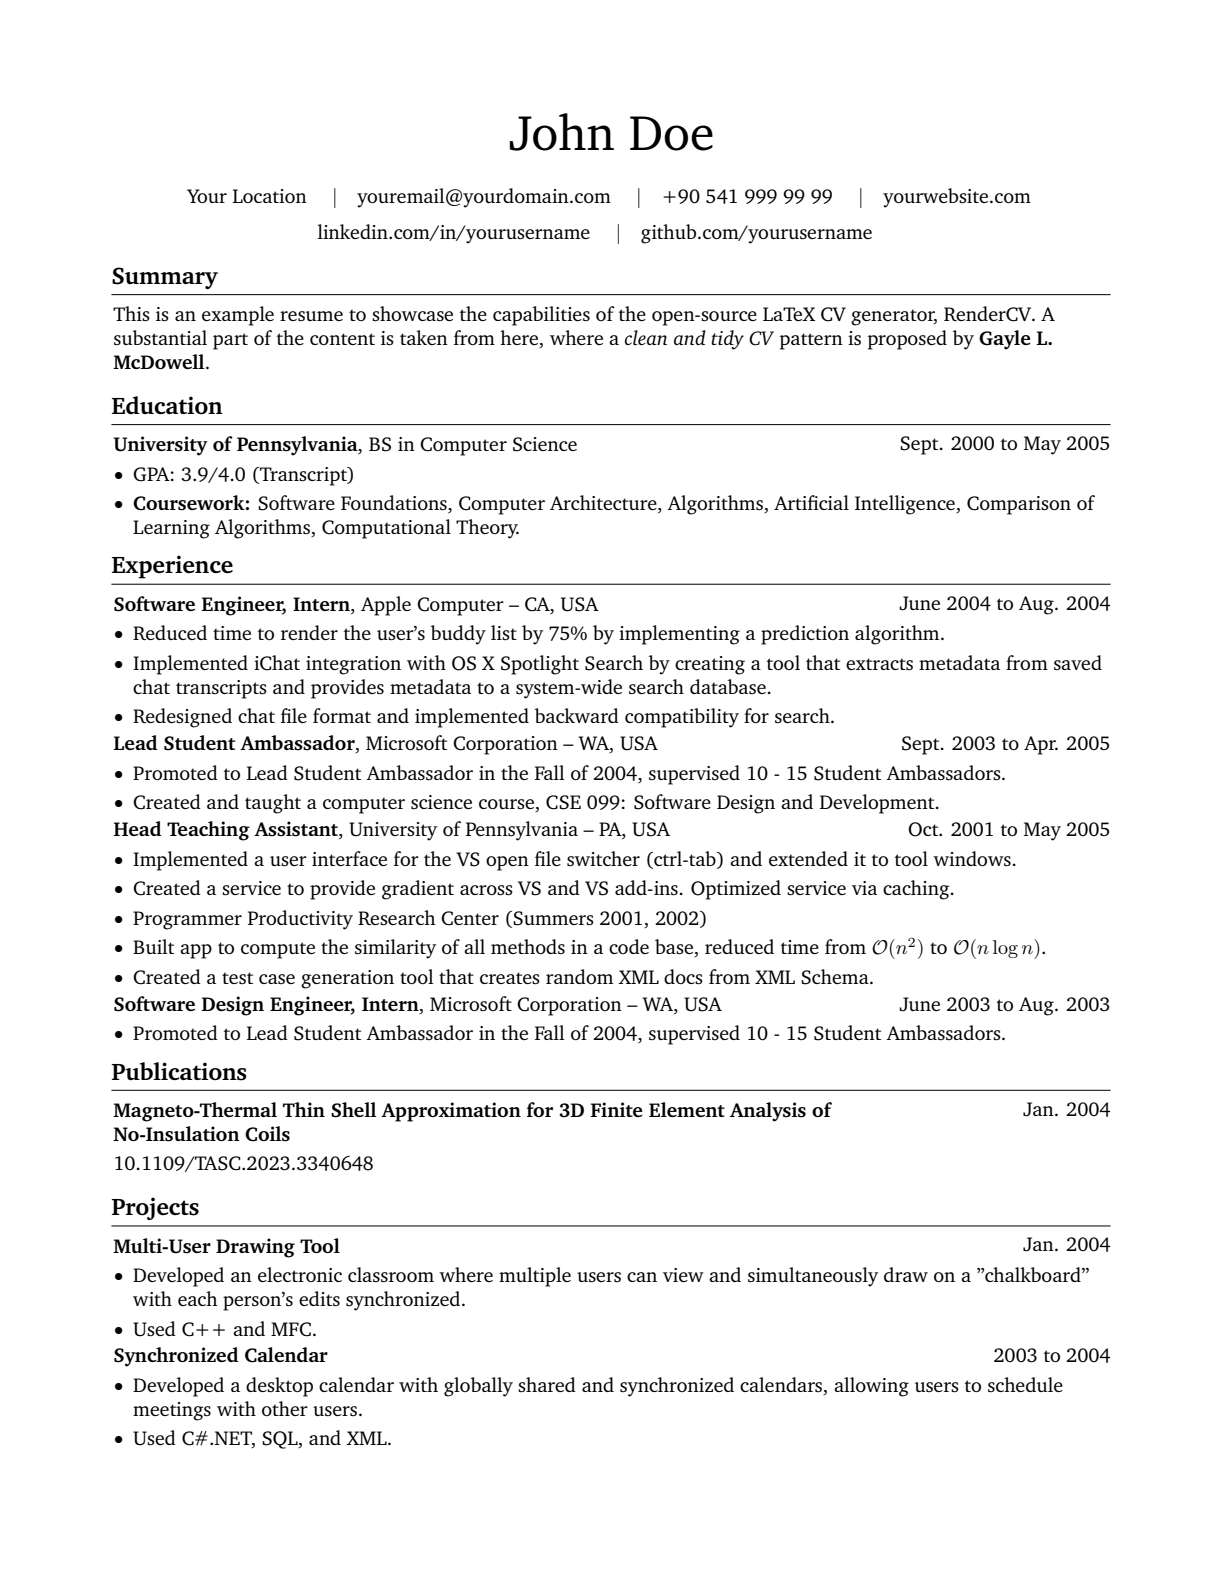 John Doe
Your Location | youremail@yourdomain.com | +90 541 999 99 99 | yourwebsite.com
linkedin.com/in/yourusername | github.com/yourusername
Summary
This is an example resume to showcase the capabilities of the open-source LaTeX CV generator, RenderCV. A
substantial part of the content is taken from here, where a clean and tidy CV pattern is proposed by Gayle L.
McDowell.
Education
University of Pennsylvania, BS in Computer Science Sept. 2000 to May 2005
• GPA: 3.9/4.0 (Transcript)
• Coursework: Software Foundations, Computer Architecture, Algorithms, Artificial Intelligence, Comparison of
Learning Algorithms, Computational Theory.
Experience
Software Engineer, Intern, Apple Computer – CA, USA June 2004 to Aug. 2004
• Reduced time to render the user's buddy list by 75% by implementing a prediction algorithm.
• Implemented iChat integration with OS X Spotlight Search by creating a tool that extracts metadata from saved
chat transcripts and provides metadata to a system-wide search database.
• Redesigned chat file format and implemented backward compatibility for search.
Lead Student Ambassador, Microsoft Corporation – WA, USA Sept. 2003 to Apr. 2005
• Promoted to Lead Student Ambassador in the Fall of 2004, supervised 10 - 15 Student Ambassadors.
• Created and taught a computer science course, CSE 099: Software Design and Development.
Head Teaching Assistant, University of Pennsylvania – PA, USA Oct. 2001 to May 2005
• Implemented a user interface for the VS open file switcher (ctrl-tab) and extended it to tool windows.
• Created a service to provide gradient across VS and VS add-ins. Optimized service via caching.
• Programmer Productivity Research Center (Summers 2001, 2002)
• Built app to compute the similarity of all methods in a code base, reduced time from 𝒪(n²) to 𝒪(n log n).
• Created a test case generation tool that creates random XML docs from XML Schema.
Software Design Engineer, Intern, Microsoft Corporation – WA, USA June 2003 to Aug. 2003
• Promoted to Lead Student Ambassador in the Fall of 2004, supervised 10 - 15 Student Ambassadors.
Publications
Magneto-Thermal Thin Shell Approximation for 3D Finite Element Analysis of Jan. 2004
No-Insulation Coils
10.1109/TASC.2023.3340648
Projects
Multi-User Drawing Tool Jan. 2004
• Developed an electronic classroom where multiple users can view and simultaneously draw on a ”chalkboard”
with each person's edits synchronized.
• Used C++ and MFC.
Synchronized Calendar 2003 to 2004
• Developed a desktop calendar with globally shared and synchronized calendars, allowing users to schedule
meetings with other users.
• Used C#.NET, SQL, and XML.